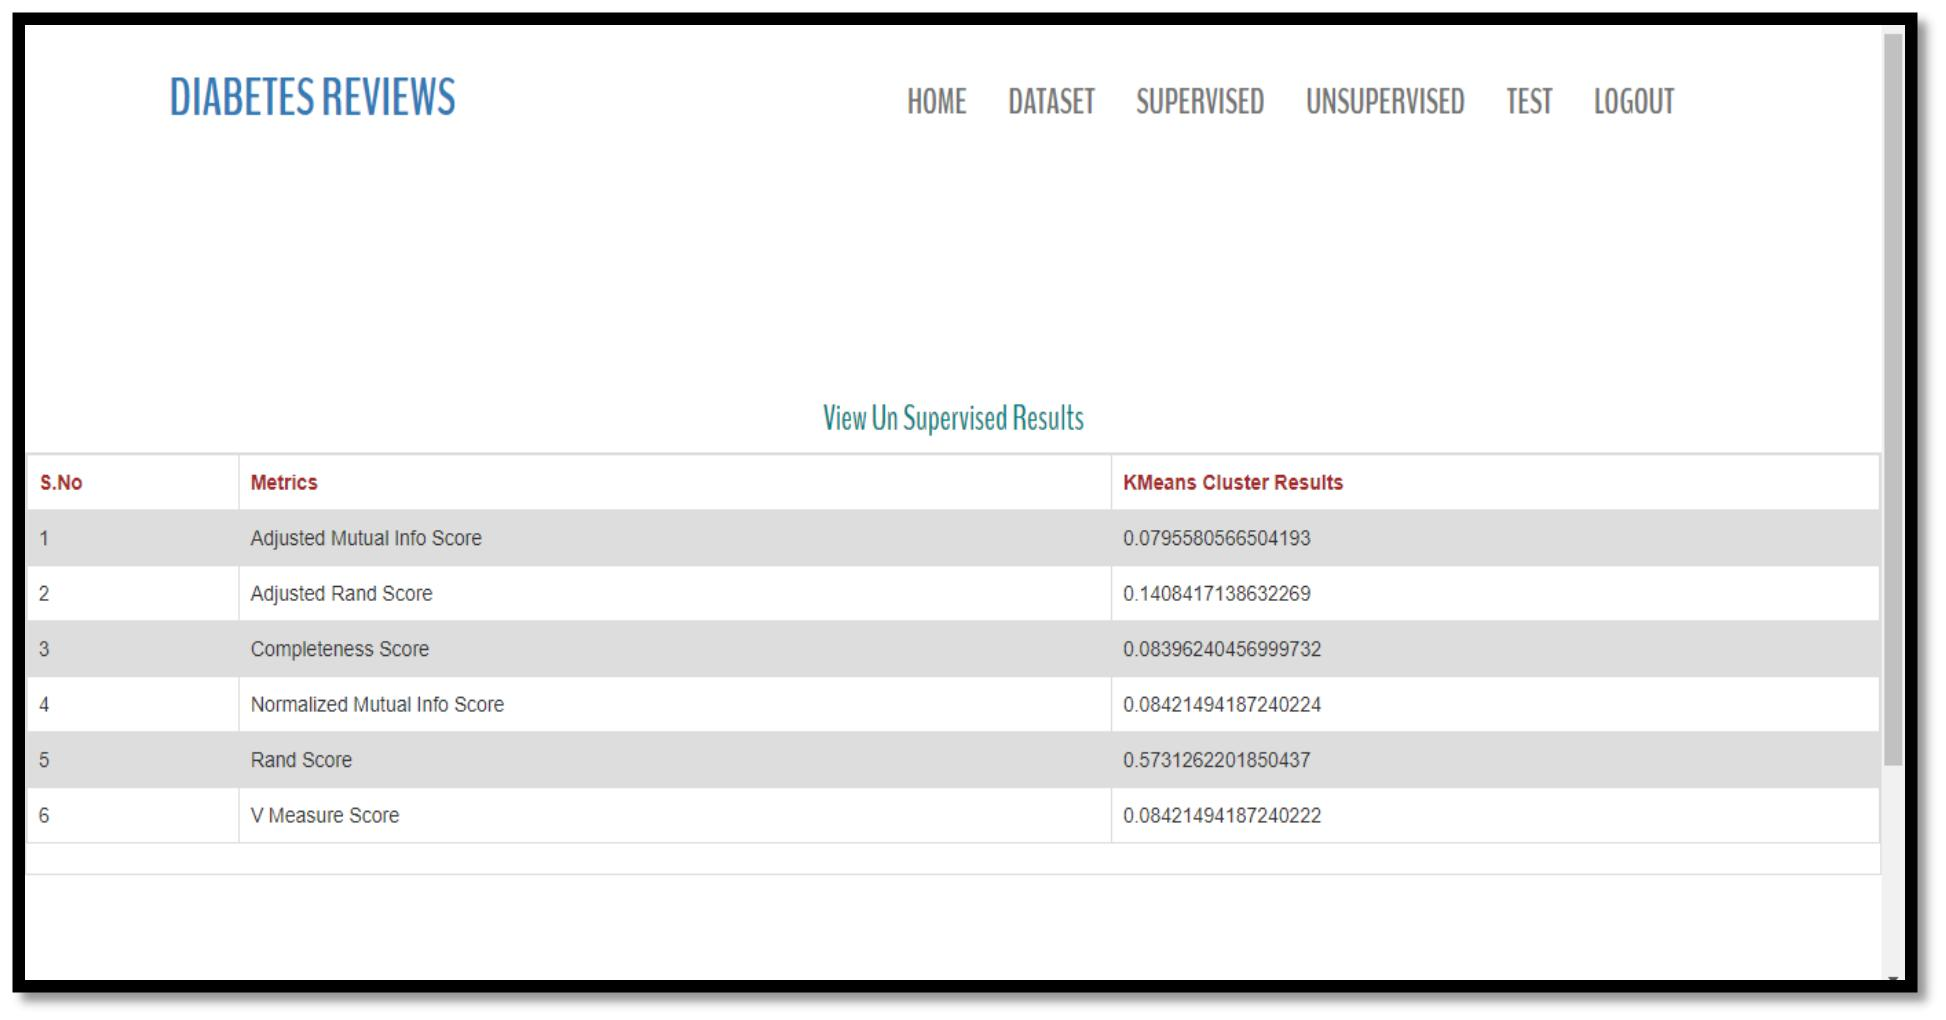 DIABETES REVIEWS HOME DATASET SUPERVISED UNSUPERVISED TEST LOGOUT
View Un Supervised Results
S.No Metrics KMeans Cluster Results
1 Adjusted Mutual Info Score 0.0795580566504193
2 Adjusted Rand Score 0.1408417138632269
3 Completeness Score 0.08396240456999732
4 Normalized Mutual Info Score 0.08421494187240224
5 Rand Score 0.5731262201850437
6 V Measure Score 0.08421494187240222